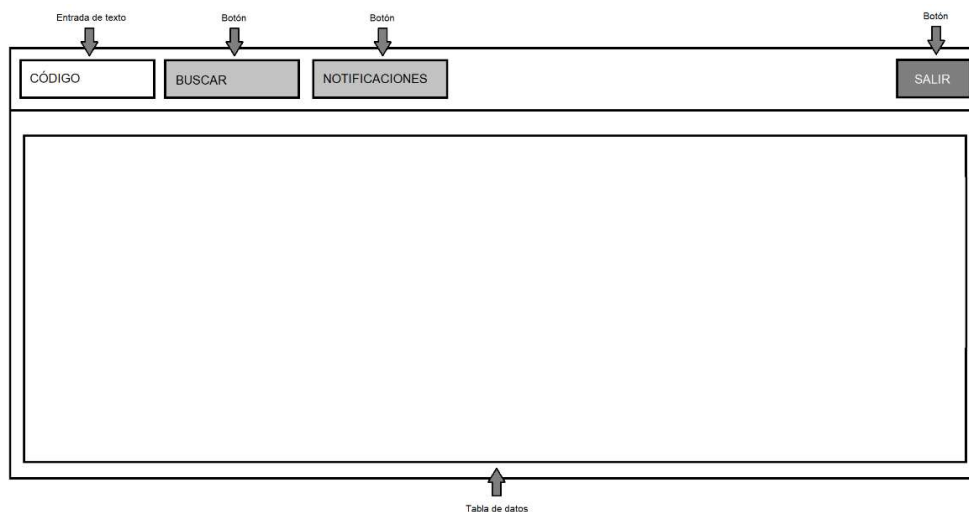 Entrada de texto
Botón
Botón
Botón
CÓDIGO
BUSCAR
NOTIFICACIONES
SALIR
Tabla de datos